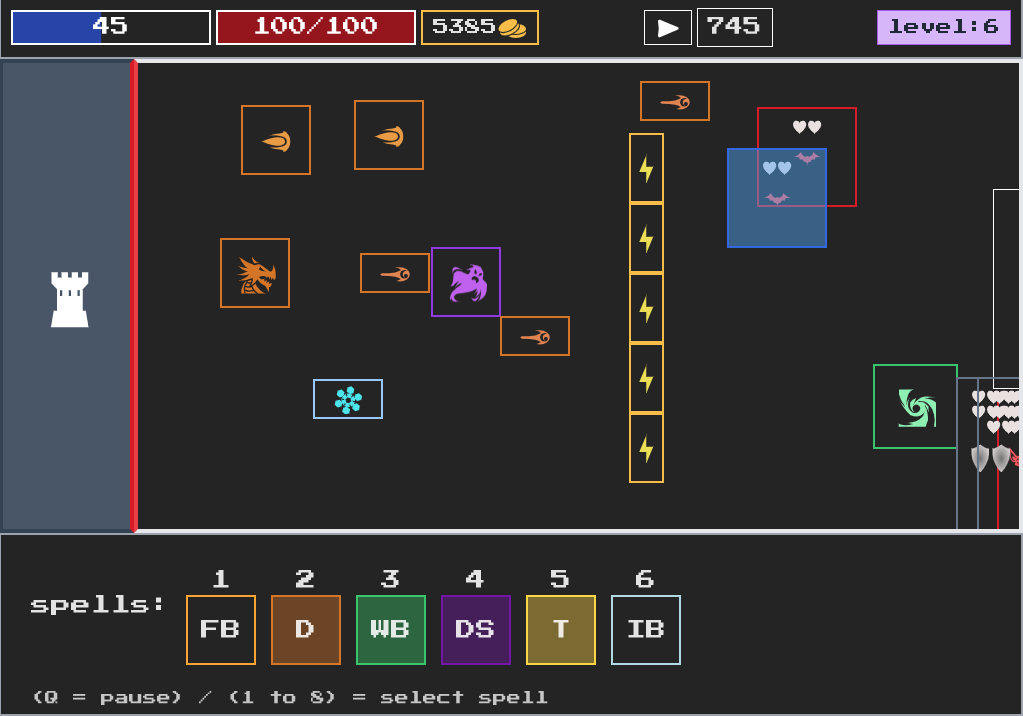 45 100/100 5385 745 level:6
1 2 3 4 5 6
spells: FB D WB DS T IB
(Q = pause) / (1 to 8) = select spell